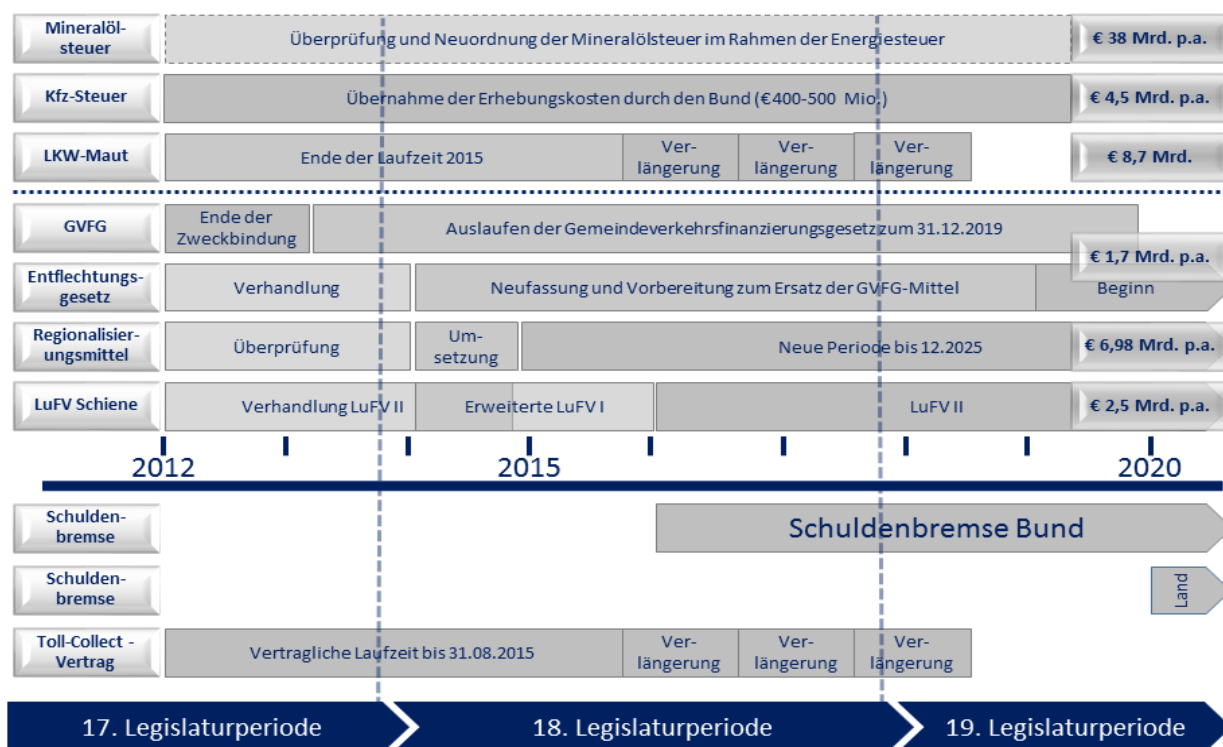 Mineralöl-
steuer
Überprüfung und Neuordnung der Mineralölsteuer im Rahmen der Energiesteuer
€ 38 Mrd. p.a.
Kfz-Steuer
Übernahme der Erhebungskosten durch den Bund (€400-500 Mio.)
€ 4,5 Mrd. p.a.
LKW-Maut
Ende der Laufzeit 2015
Ver-
längerung
Ver-
längerung
Ver-
längerung
€ 8,7 Mrd.
GVFG
Ende der
Zweckbindung
Auslaufen der Gemeindeverkehrsfinanzierungsgesetz zum 31.12.2019
€ 1,7 Mrd. p.a.
Entflechtungs-
gesetz
Verhandlung
Neufassung und Vorbereitung zum Ersatz der GVFG-Mittel
Beginn
Regionalisier-
ungsmittel
Überprüfung
Um-
setzung
Neue Periode bis 12.2025
€ 6,98 Mrd. p.a.
LuFV Schiene
Verhandlung LuFV II
Erweiterte LuFV I
LuFV II
€ 2,5 Mrd. p.a.
2012
2015
2020
Schulden-
bremse
Schuldenbremse Bund
Schulden-
bremse
Land
Toll-Collect -
Vertrag
Vertragliche Laufzeit bis 31.08.2015
Ver-
längerung
Ver-
längerung
Ver-
längerung
17. Legislaturperiode
18. Legislaturperiode
19. Legislaturperiode